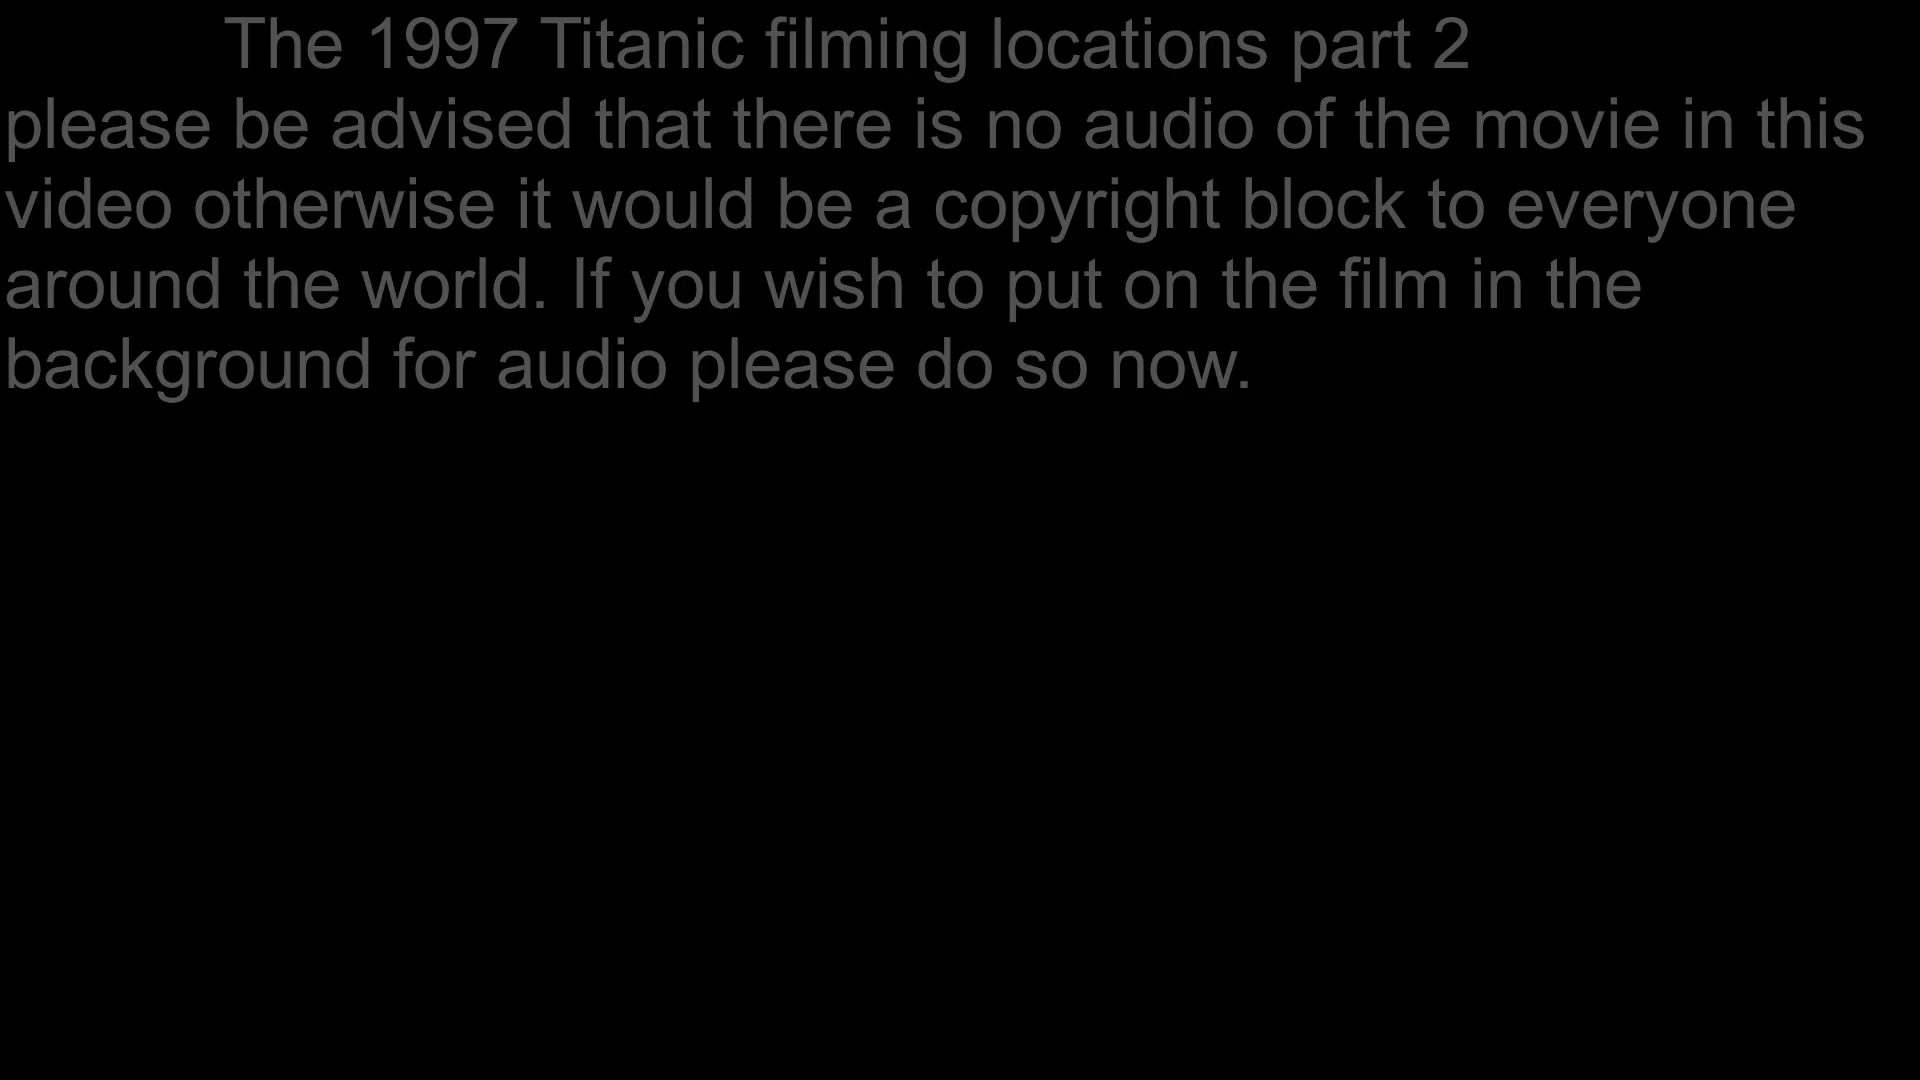 The 1997 Titanic filming locations part 2
please be advised that there is no audio of the movie in this
video otherwise it would be a copyright block to everyone
around the world. If you wish to put on the film in the
background for audio please do so now.